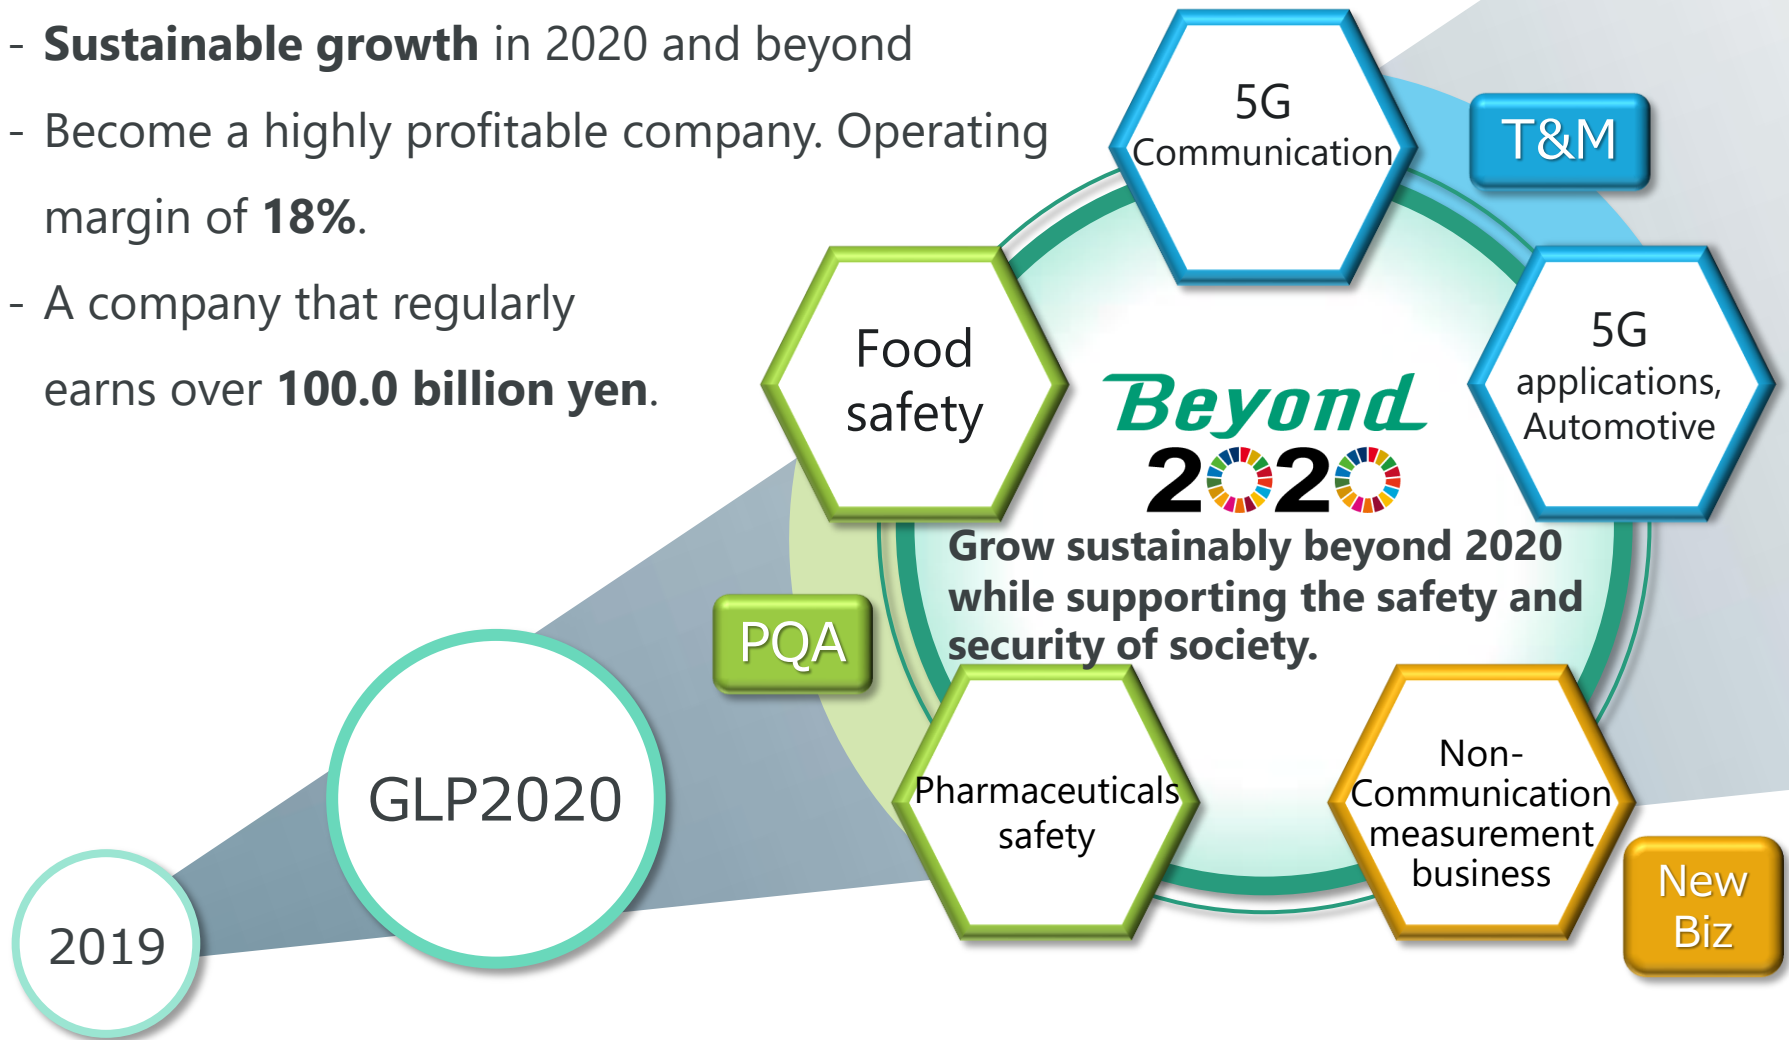 - Sustainable growth in 2020 and beyond
- Become a highly profitable company. Operating
margin of 18%.
- A company that regularly
earns over 100.0 billion yen.
5G
Communication
T&M
Food
safety
5G
applications,
Automotive
Beyond
2020
Grow sustainably beyond 2020
while supporting the safety and
security of society.
PQA
Pharmaceuticals
safety
Non-
Communication
measurement
business
New
Biz
GLP2020
2019